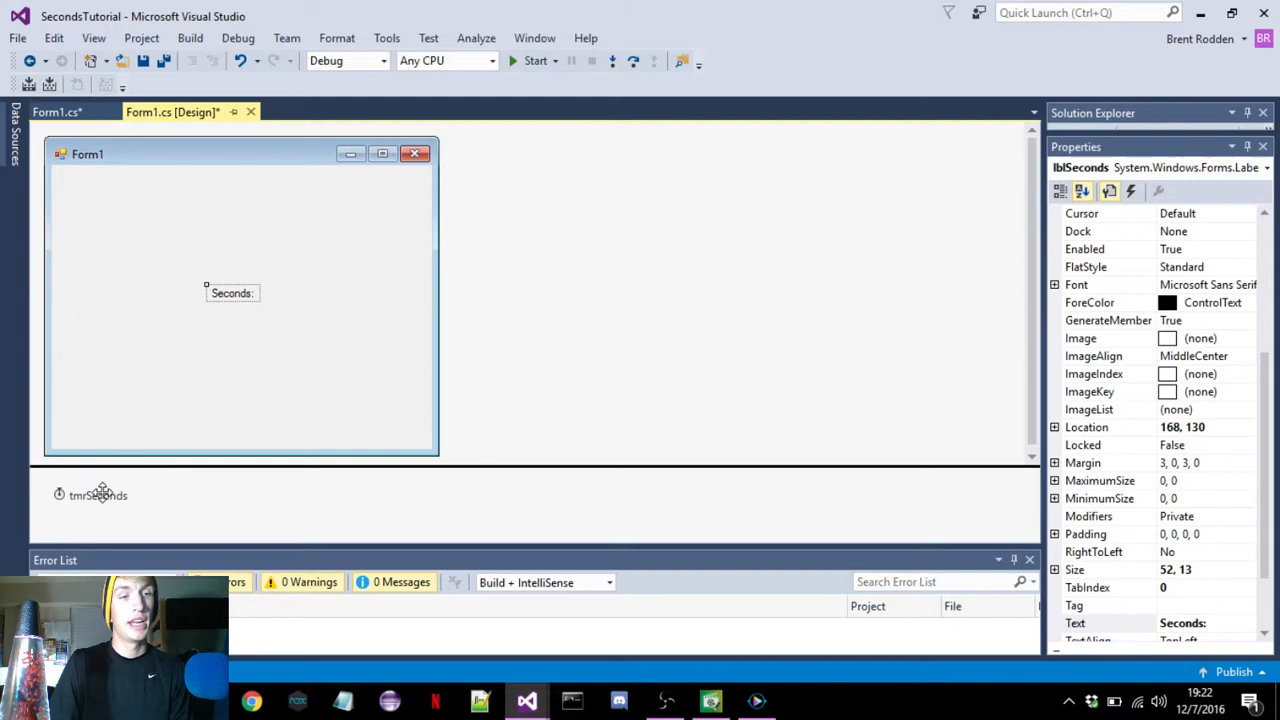 SecondsTutorial - Microsoft Visual Studio
Quick Launch (Ctrl+Q)
File Edit View Project Build Debug Team Format Tools Test Analyze Window Help
Brent Rodden BR
Debug Any CPU Start
Data Sources
Form1.cs* Form1.cs [Design]*
Form1
Seconds:
tmrSeconds
Solution Explorer
Properties
lblSeconds System.Windows.Forms.Labe
Cursor Default
Dock None
Enabled True
FlatStyle Standard
Font Microsoft Sans Serif
ForeColor ControlText
GenerateMember True
Image (none)
ImageAlign MiddleCenter
ImageIndex (none)
ImageKey (none)
ImageList (none)
Location 168, 130
Locked False
Margin 3, 0, 3, 0
MaximumSize 0, 0
MinimumSize 0, 0
Modifiers Private
Padding 0, 0, 0, 0
RightToLeft No
Size 52, 13
TabIndex 0
Tag
Text Seconds:
TextAlign TopLeft
Error List
0 Warnings 0 Messages Build + IntelliSense Search Error List
Project File
Publish
19:22
12/7/2016